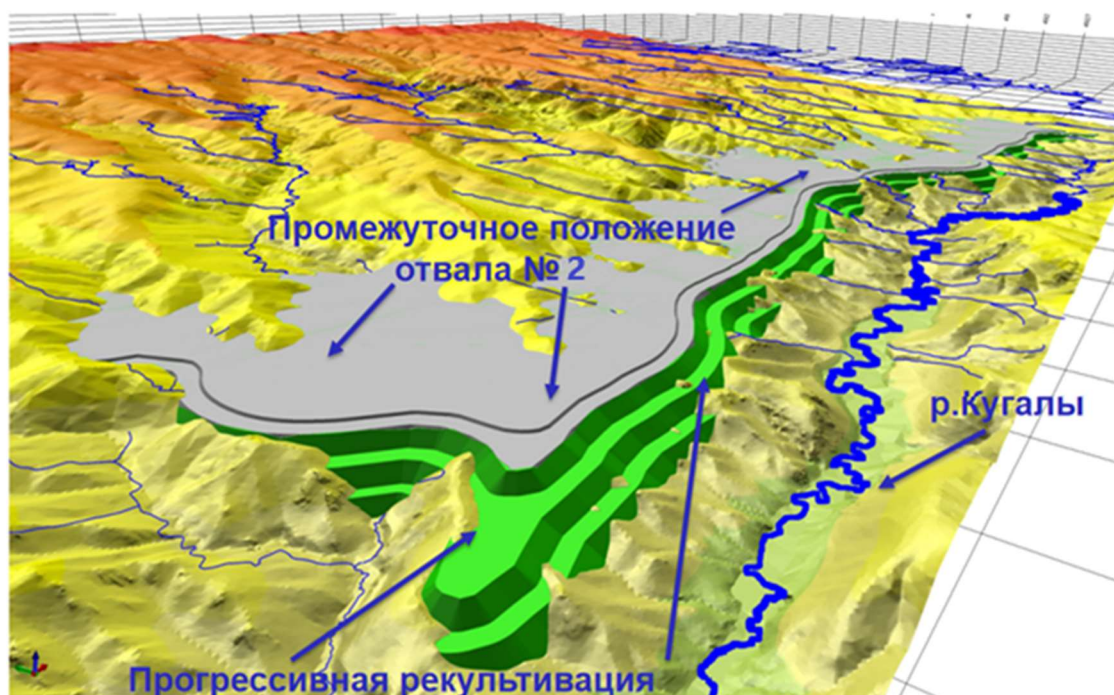 Промежуточное положение
отвала № 2
р.Кугалы
Прогрессивная рекультивация